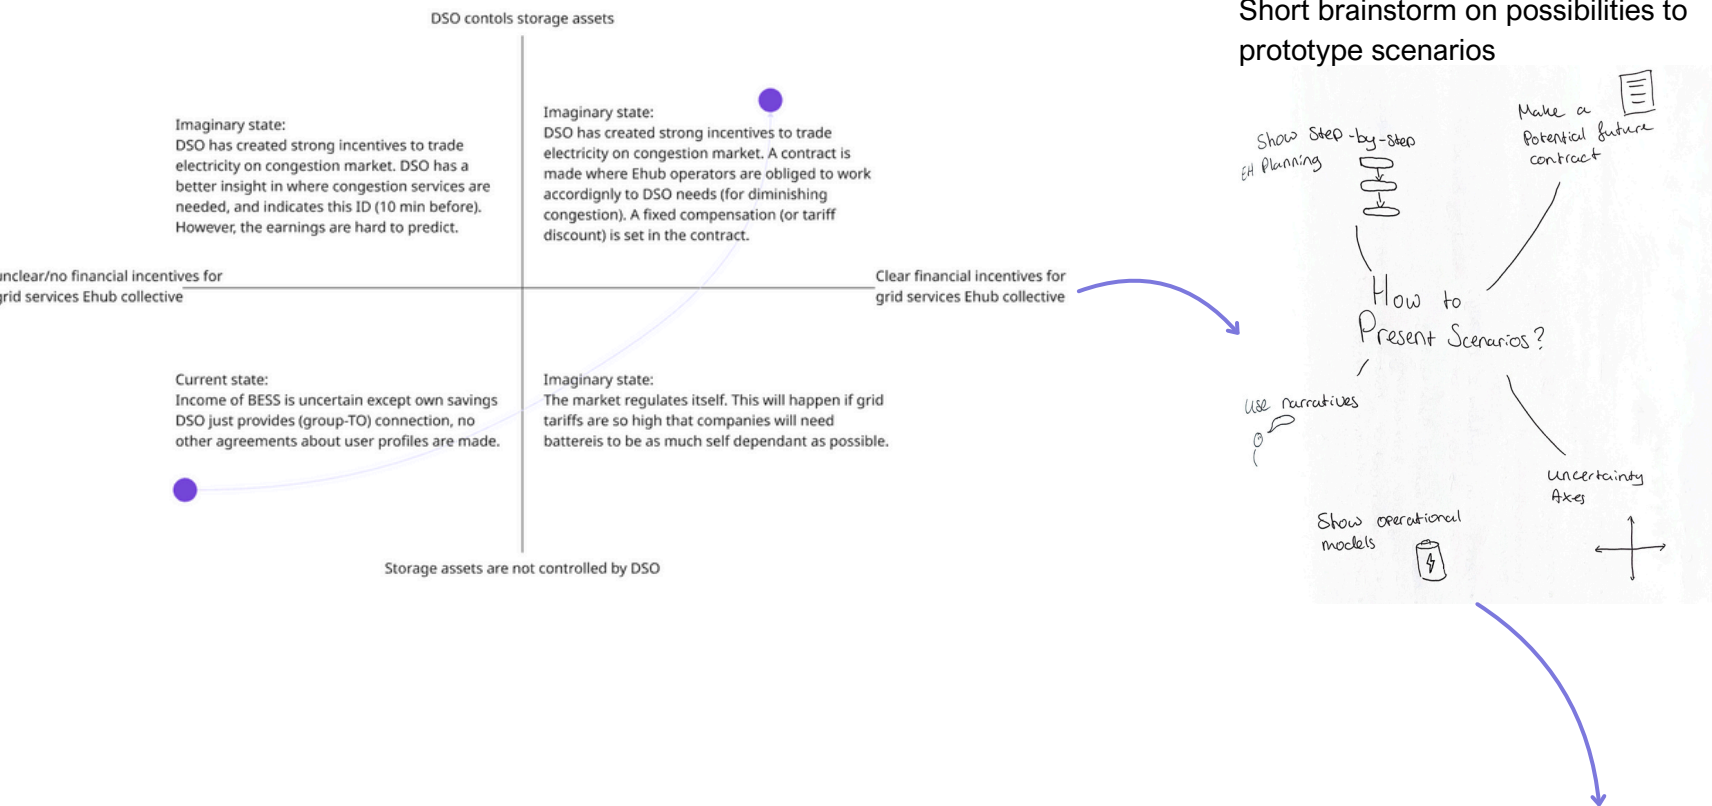 DSO contols storage assets
Imaginary state:
DSO has created strong incentives to trade
electricity on congestion market. DSO has a
better insight in where congestion services are
needed, and indicates this ID (10 min before).
However, the earnings are hard to predict.
Imaginary state:
DSO has created strong incentives to trade
electricity on congestion market. A contract is
made where Ehub operators are obliged to work
accordignly to DSO needs (for diminishing
congestion). A fixed compensation (or tariff
discount) is set in the contract.
unclear/no financial incentives for
grid services Ehub collective
Clear financial incentives for
grid services Ehub collective
Current state:
Income of BESS is uncertain except own savings
DSO just provides (group-TO) connection, no
other agreements about user profiles are made.
Imaginary state:
The market regulates itself. This will happen if grid
tariffs are so high that companies will need
battereis to be as much self dependant as possible.
Storage assets are not controlled by DSO
Short brainstorm on possibilities to
prototype scenarios
Show Step-by-step
EH Planning
Make a
Potential future
contract
How to
Present Scenarios?
Use narratives
Uncertainty
Axes
Show operational
models